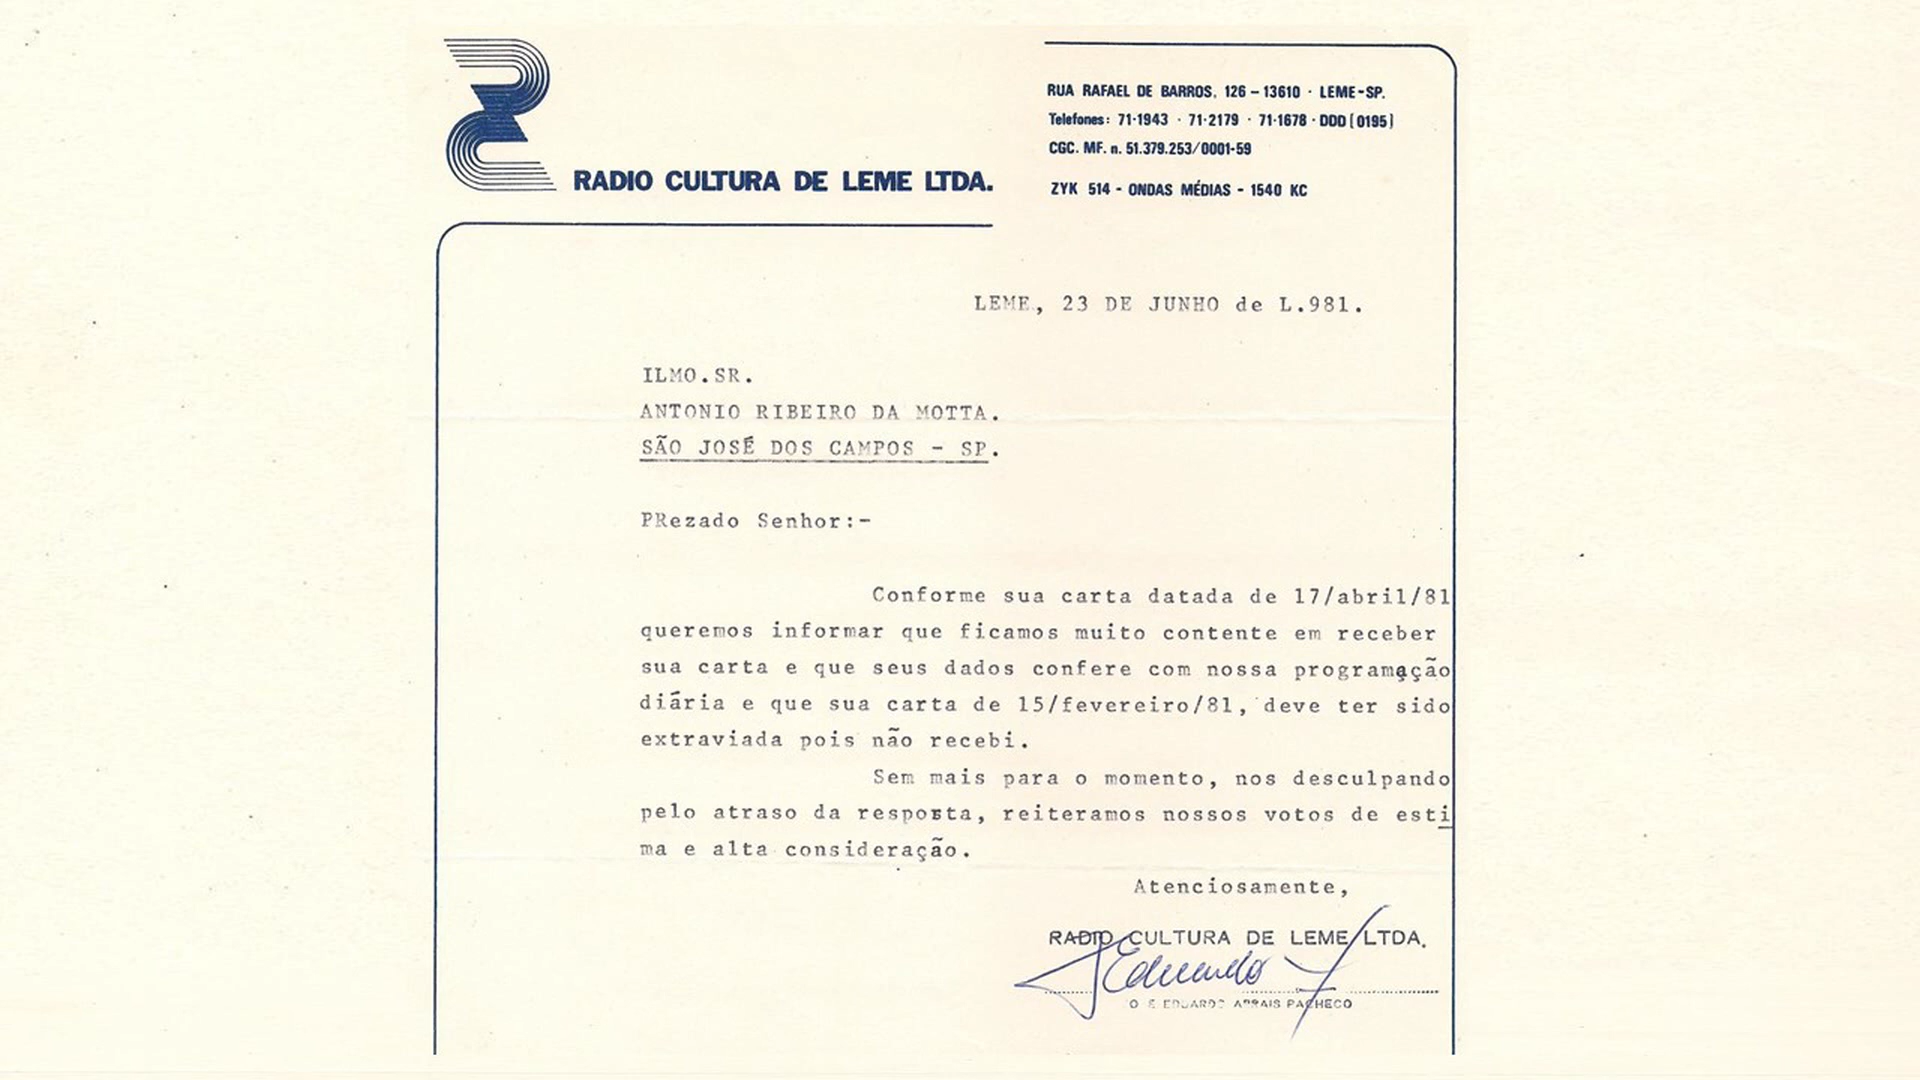 RADIO CULTURA DE LEME LTDA.
RUA RAFAEL DE BARROS, 126 – 13610 · LEME-SP.
Telefones: 71-1943 · 71-2179 · 71-1678 · DDD (0195)
CGC. MF. n. 51.379.253/0001-59
ZYK 514 - ONDAS MÉDIAS - 1540 KC
LEME, 23 DE JUNHO de L.981.
ILMO.SR.
ANTONIO RIBEIRO DA MOTTA.
SÃO JOSÉ DOS CAMPOS - SP.
PRezado Senhor:-
Conforme sua carta datada de 17/abril/81
queremos informar que ficamos muito contente em receber
sua carta e que seus dados confere com nossa programação
diária e que sua carta de 15/fevereiro/81, deve ter sido
extraviada pois não recebi.
Sem mais para o momento, nos desculpando
pelo atraso da resposta, reiteramos nossos votos de esti
ma e alta consideração.
Atenciosamente,
RADIO CULTURA DE LEME LTDA.
Eduardo
EDUARDO ARRAIS PACHECO